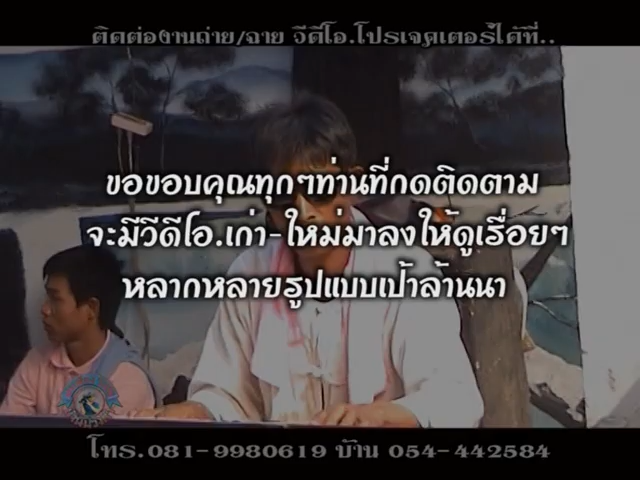 ติดต่องานถ่าย/ฉาย วีดีโอ.โปรเจคเตอร์ได้ที่..
ขอขอบคุณทุกๆท่านที่กดติดตาม
จะมีวีดีโอ.เก่า-ใหม่มาลงให้ดูเรื่อยๆ
หลากหลายรูปแบบเป้าล้านนา
โทร.081-9980619 บ้าน 054-442584